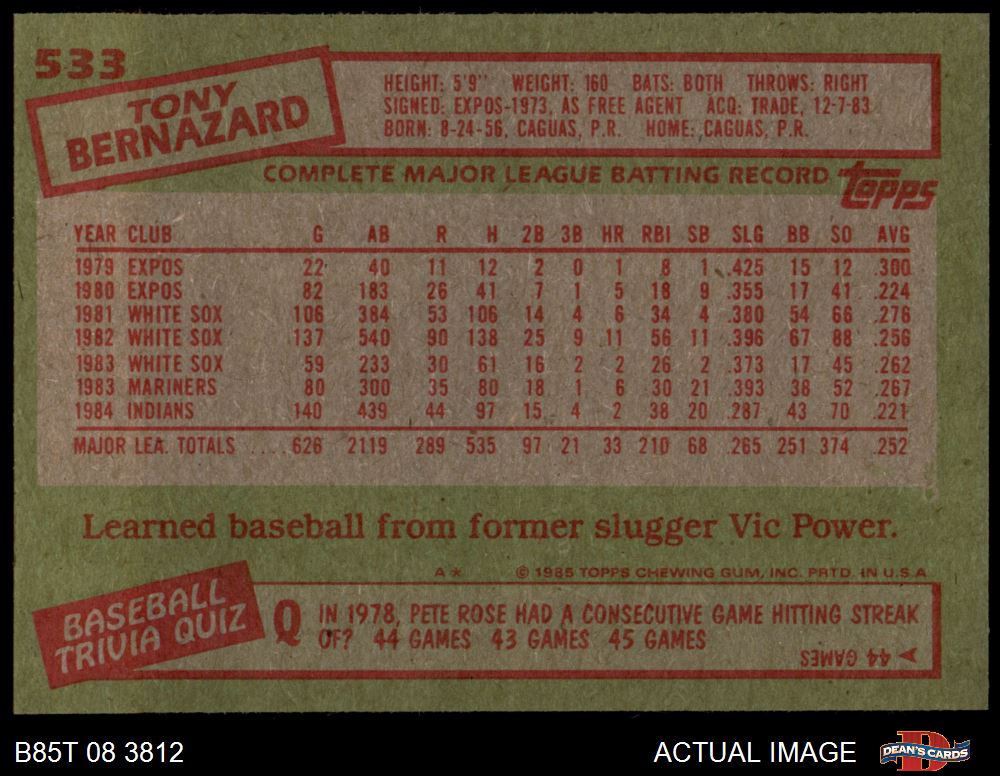 533
TONY
BERNAZARD
HEIGHT: 5'9" WEIGHT: 160 BATS: BOTH THROWS: RIGHT
SIGNED: EXPOS-1973, AS FREE AGENT ACQ: TRADE, 12-7-83
BORN: 8-24-56, CAGUAS, P.R. HOME: CAGUAS, P.R.
COMPLETE MAJOR LEAGUE BATTING RECORD topps
YEAR CLUB G AB R H 2B 3B HR RBI SB SLG BB SO AVG
1979 EXPOS 22 40 11 12 2 0 1 8 1 .425 15 12 .300
1980 EXPOS 82 183 26 41 7 1 5 18 9 .355 17 41 .224
1981 WHITE SOX 106 384 53 106 14 4 6 34 4 .380 54 66 .276
1982 WHITE SOX 137 540 90 138 25 9 11 56 11 .396 67 88 .256
1983 WHITE SOX 59 233 30 61 16 2 2 26 2 .373 17 45 .262
1983 MARINERS 80 300 35 80 18 1 6 30 21 .393 38 52 .267
1984 INDIANS 140 439 44 97 15 4 2 38 20 .287 43 70 .221
MAJOR LEA. TOTALS .... 626 2119 289 535 97 21 33 210 68 .265 251 374 .252
Learned baseball from former slugger Vic Power.
A* © 1985 TOPPS CHEWING GUM, INC. PRTD. IN U.S.A
BASEBALL
TRIVIA QUIZ
Q IN 1978, PETE ROSE HAD A CONSECUTIVE GAME HITTING STREAK
OF? 44 GAMES 43 GAMES 45 GAMES
44 GAMES
B85T 08 3812 ACTUAL IMAGE DEAN'S CARDS